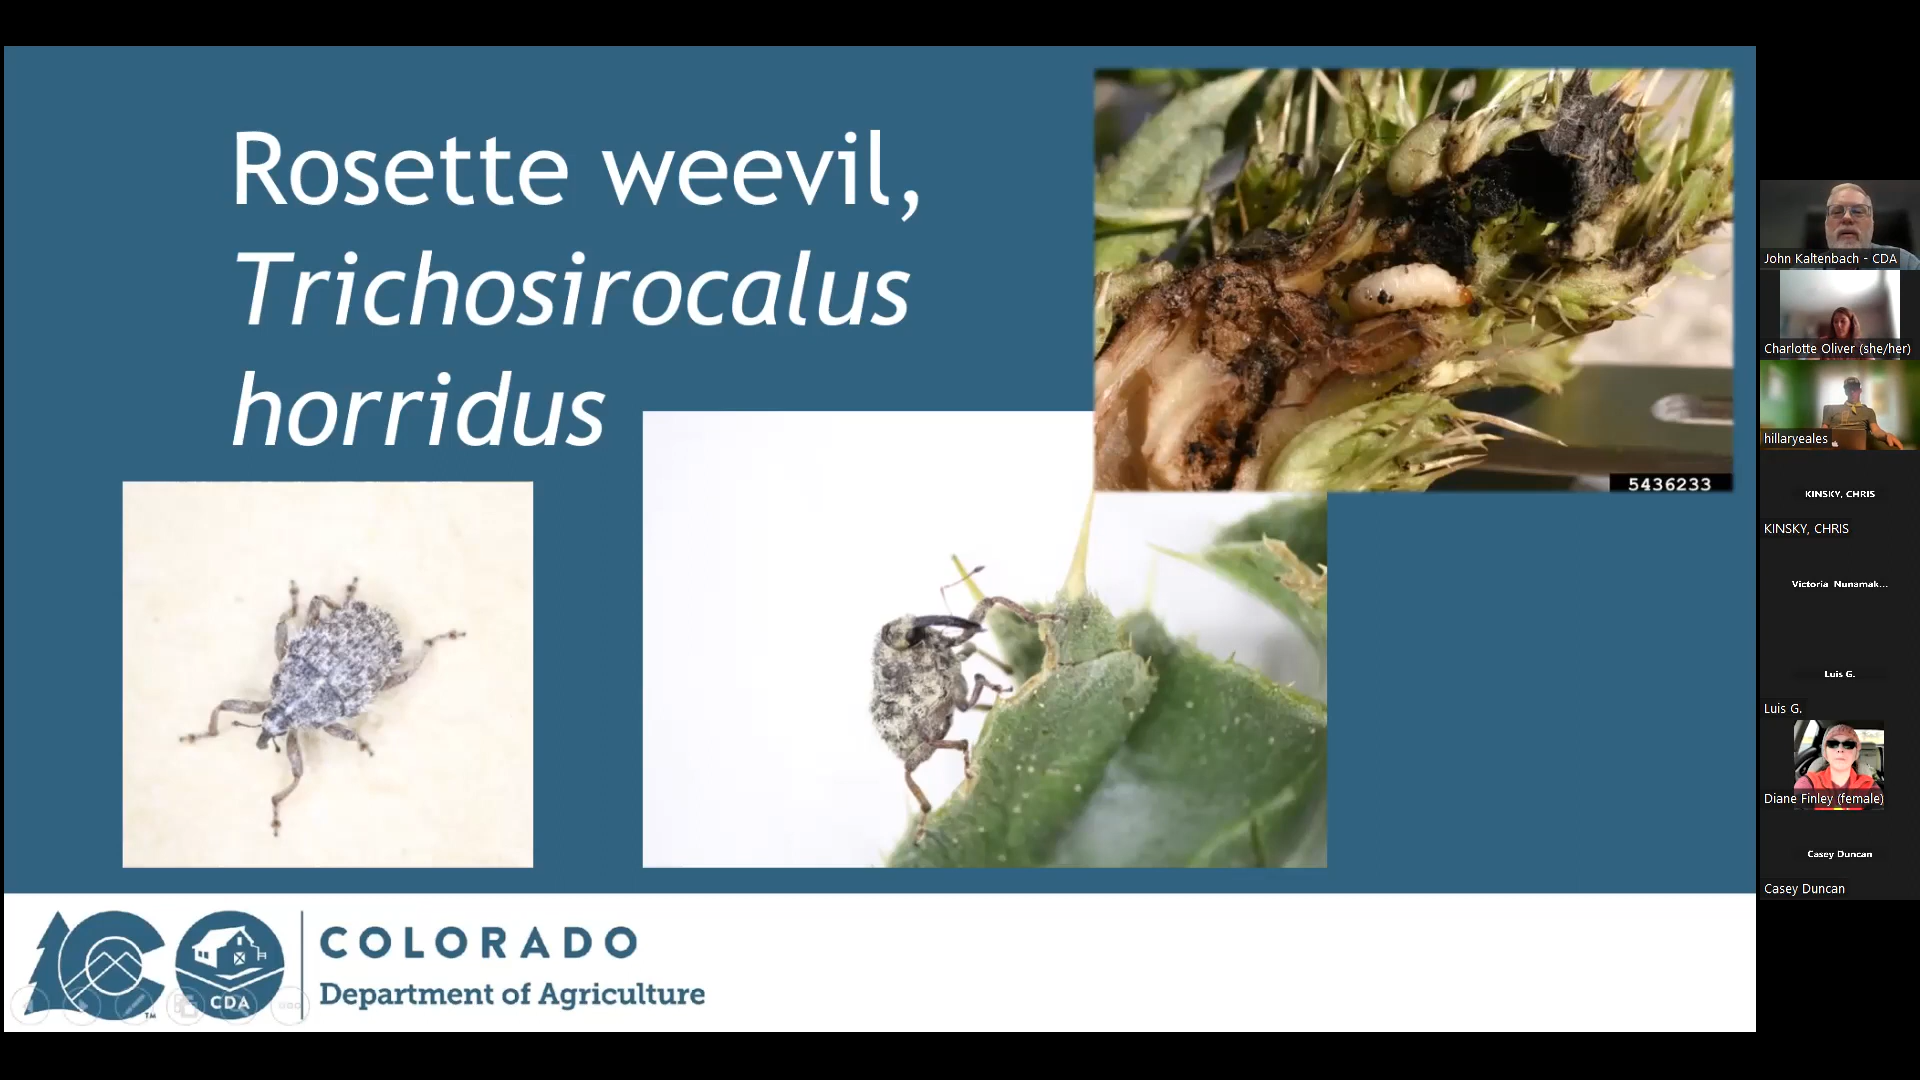 Rosette weevil,
Trichosirocalus
horridus
5436233
CDA
TM
COLORADO
Department of Agriculture
John Kaltenbach - CDA
Charlotte Oliver (she/her)
hillaryeales
KINSKY, CHRIS
KINSKY, CHRIS
Victoria Nunamak...
Luis G.
Luis G.
Diane Finley (female)
Casey Duncan
Casey Duncan